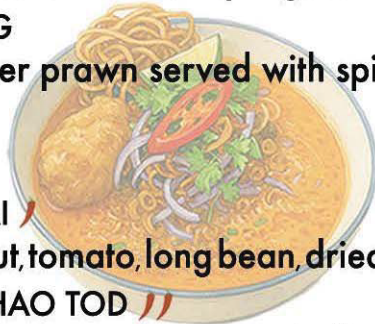 G
er prawn served with spi
I
ut, tomato, long bean, dried
HAO TOD